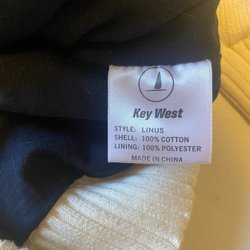 Key West
STYLE: LINUS
SHELL: 100% COTTON
LINING: 100% POLYESTER
MADE IN CHINA